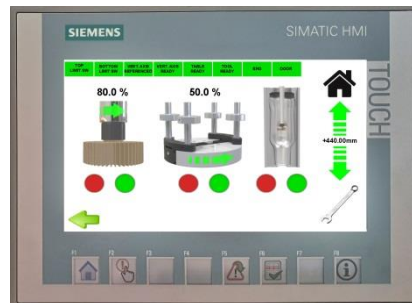 SIEMENS
SIMATIC HMI
TOUCH
TOP
LIMIT SW
BOTTOM
LIMIT SW
VERT AXIS
REFERENCED
VERT AXIS
READY
TABLE
READY
TOOL
READY
DOOR
80.0 %
50.0 %
+440.00mm
F1
F2
F3
F4
F5
F6
F7
F8